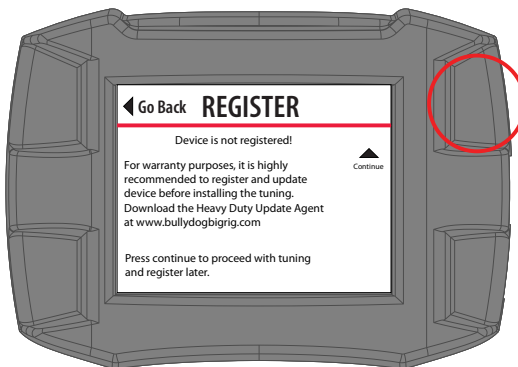 Go Back REGISTER
Device is not registered!
For warranty purposes, it is highly
recommended to register and update
device before installing the tuning.
Download the Heavy Duty Update Agent
at www.bullydogbigrig.com
Continue
Press continue to proceed with tuning
and register later.